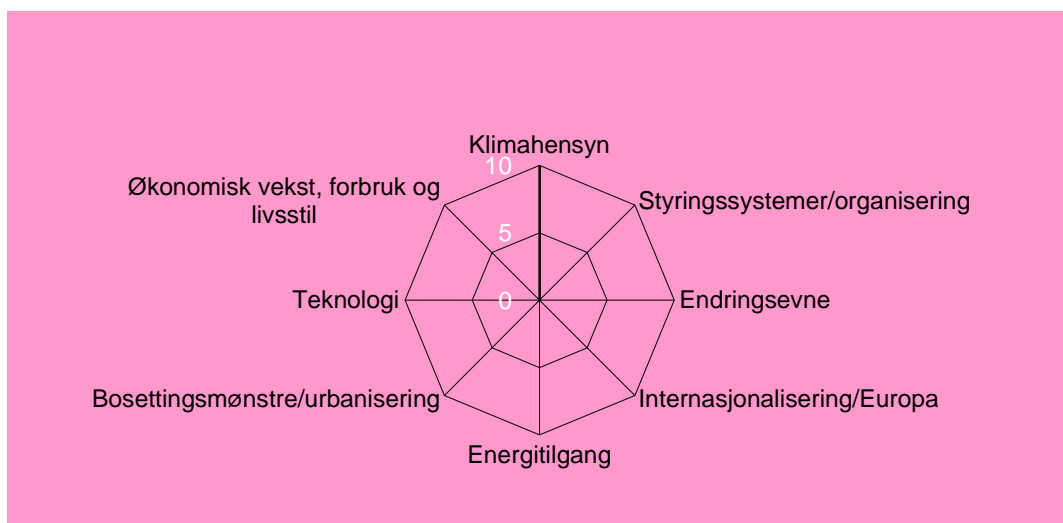 Klimahensyn
10
Økonomisk vekst, forbruk og
livsstil
Styringssystemer/organisering
5
Teknologi
0
Endringsevne
Bosettingsmønstre/urbanisering
Internasjonalisering/Europa
Energitilgang